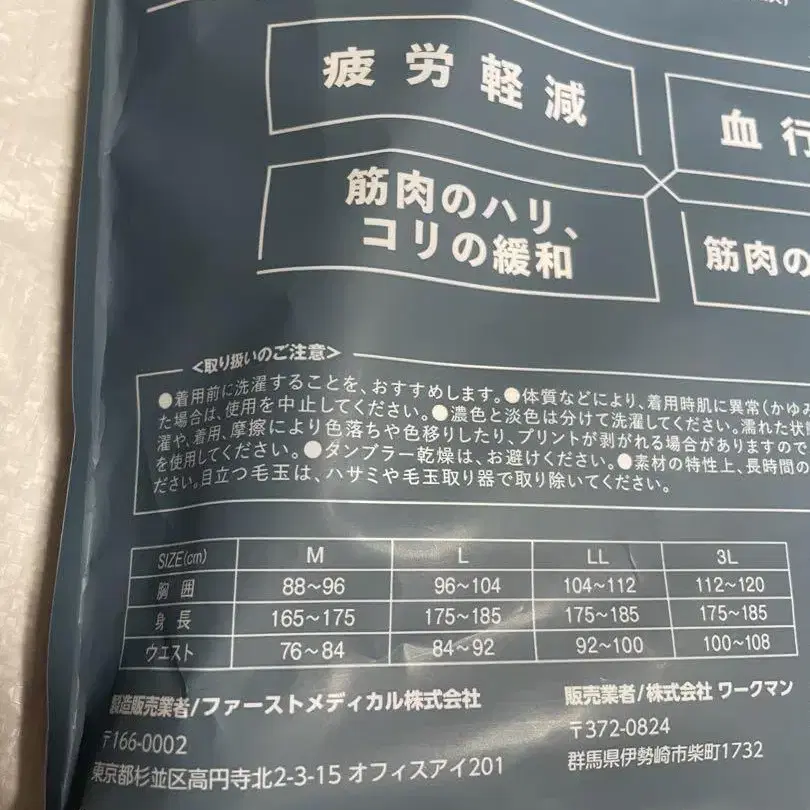 疲労軽減
血行
筋肉のハリ、
コリの緩和
筋肉の
<取り扱いのご注意>
●着用前に洗濯することを、おすすめします。●体質などにより、着用時肌に異常(かゆみ
た場合は、使用を中止してください。●濃色と淡色は分けて洗濯してください。濡れた状態
濯や、着用、摩擦により色落ちや色移りしたり、プリントが剥がれる場合がありますので
を使用してください。●タンブラー乾燥は、お避けください。●素材の特性上、長時間の
ださい。目立つ毛玉は、ハサミや毛玉取り器で取り除いてください。
SIZE(cm) M L LL 3L
胸囲 88~96 96~104 104~112 112~120
身長 165~175 175~185 175~185 175~185
ウエスト 76~84 84~92 92~100 100~108
製造販売業者/ファーストメディカル株式会社
〒166-0002
東京都杉並区高円寺北2-3-15 オフィスアイ201
販売業者/株式会社 ワークマン
〒372-0824
群馬県伊勢崎市柴町1732